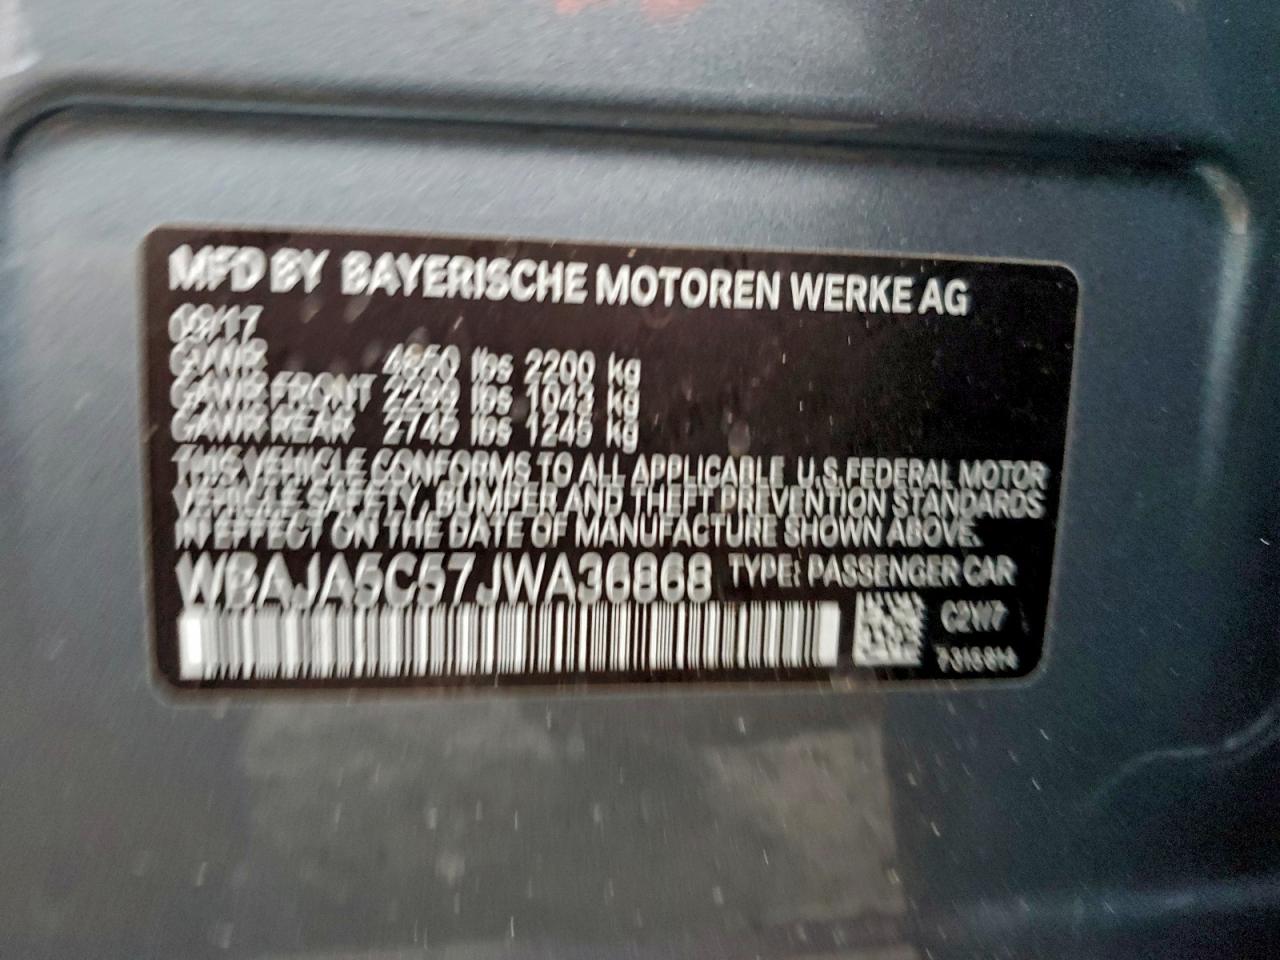 MFD BY BAYERISCHE MOTOREN WERKE AG
09/17
GVWR 4850 lbs 2200 kg
GAWR FRONT 2299 lbs 1043 kg
GAWR REAR 2745 lbs 1245 kg
THIS VEHICLE CONFORMS TO ALL APPLICABLE U.S. FEDERAL MOTOR
VEHICLE SAFETY, BUMPER AND THEFT PREVENTION STANDARDS
IN EFFECT ON THE DATE OF MANUFACTURE SHOWN ABOVE.
WBAJA5C57JWA36868 TYPE: PASSENGER CAR
C2W7